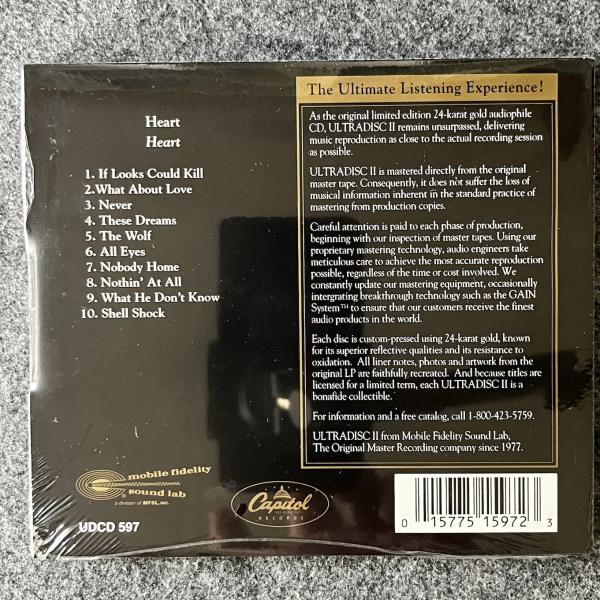 Heart
Heart
1. If Looks Could Kill
2.What About Love
3. Never
4. These Dreams
5. The Wolf
6. All Eyes
7. Nobody Home
8. Nothin' At All
9. What He Don't Know
10. Shell Shock
The Ultimate Listening Experience!
As the original limited edition 24-karat gold audiophile
CD, ULTRADISC II remains unsurpassed, delivering
music reproduction as close to the actual recording session
as possible.
ULTRADISC II is mastered directly from the original
master tape. Consequently, it does not suffer the loss of
musical information inherent in the standard practice of
mastering from production copies.
Careful attention is paid to each phase of production,
beginning with our inspection of master tapes. Using our
proprietary mastering technology, audio engineers take
meticulous care to achieve the most accurate reproduction
possible, regardless of the time or cost involved. We
constantly update our mastering equipment, occasionally
intergrating breakthrough technology such as the GAIN
System™ to ensure that our customers receive the finest
audio products in the world.
Each disc is custom-pressed using 24-karat gold, known
for its superior reflective qualities and its resistance to
oxidation. All liner notes, photos and artwork from the
original LP are faithfully recreated. And because titles are
licensed for a limited term, each ULTRADISC II is a
bonafide collectible.
For information and a free catalog, call 1-800-423-5759.
ULTRADISC II from Mobile Fidelity Sound Lab,
The Original Master Recording company since 1977.
mobile fidelity
sound lab
a division of MFSL, INC.
UDCD 597
Capitol
RECORDS
0 15775 15972 3